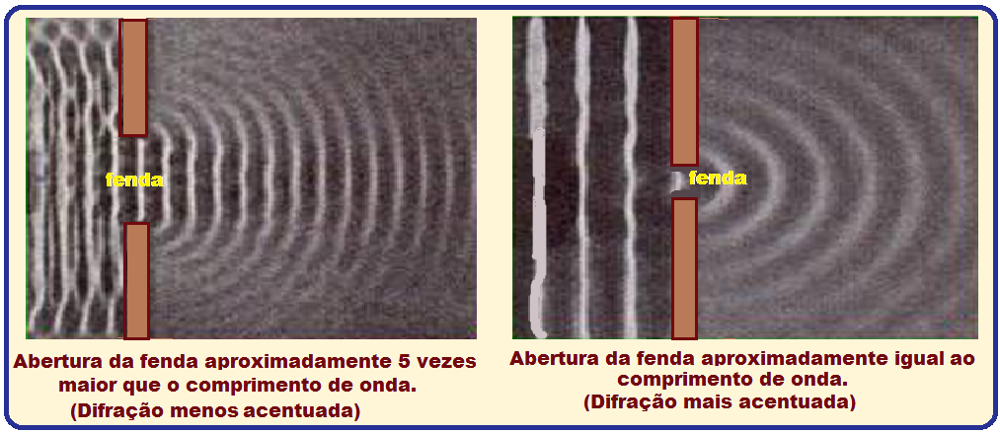 fenda
fenda
Abertura da fenda aproximadamente 5 vezes
maior que o comprimento de onda.
(Difração menos acentuada)
Abertura da fenda aproximadamente igual ao
comprimento de onda.
(Difração mais acentuada)